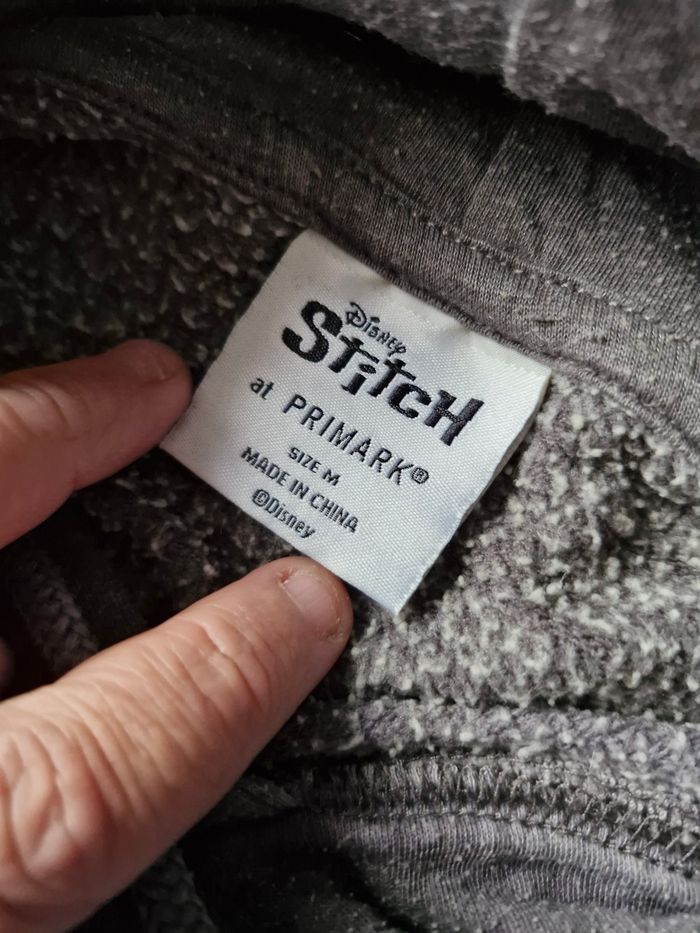 Disney
Stitch
at PRIMARK®
SIZE M
MADE IN CHINA
©Disney